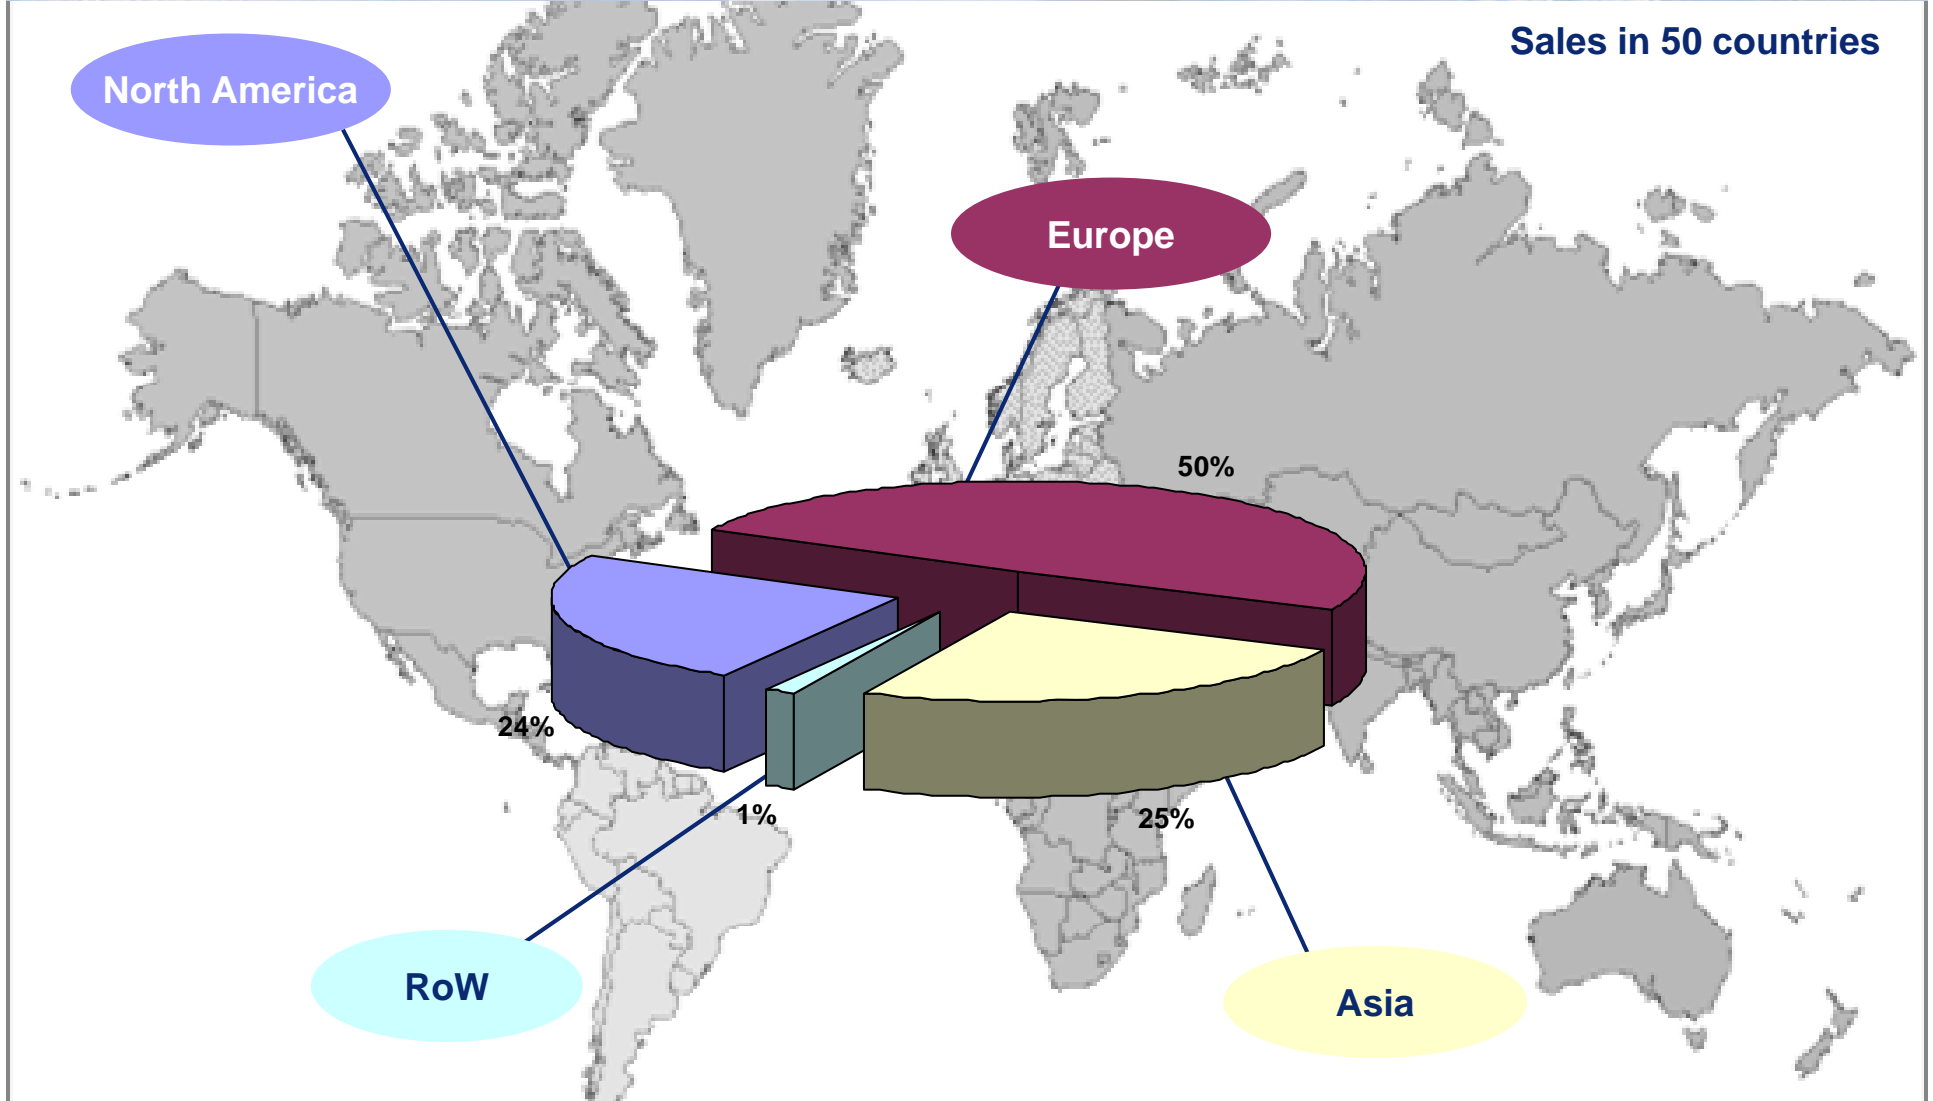 Sales in 50 countries
North America
Europe
50%
24%
1%
25%
RoW
Asia